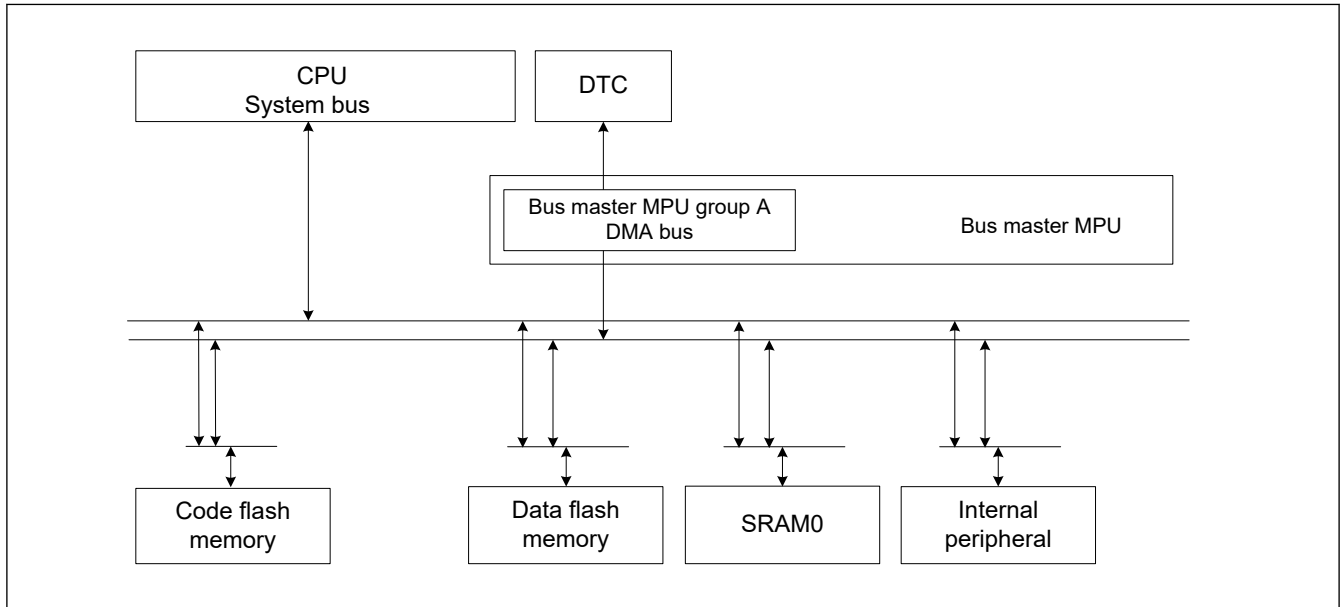 CPU
System bus
DTC
Bus master MPU group A
DMA bus
Bus master MPU
Code flash
memory
Data flash
memory
SRAM0
Internal
peripheral